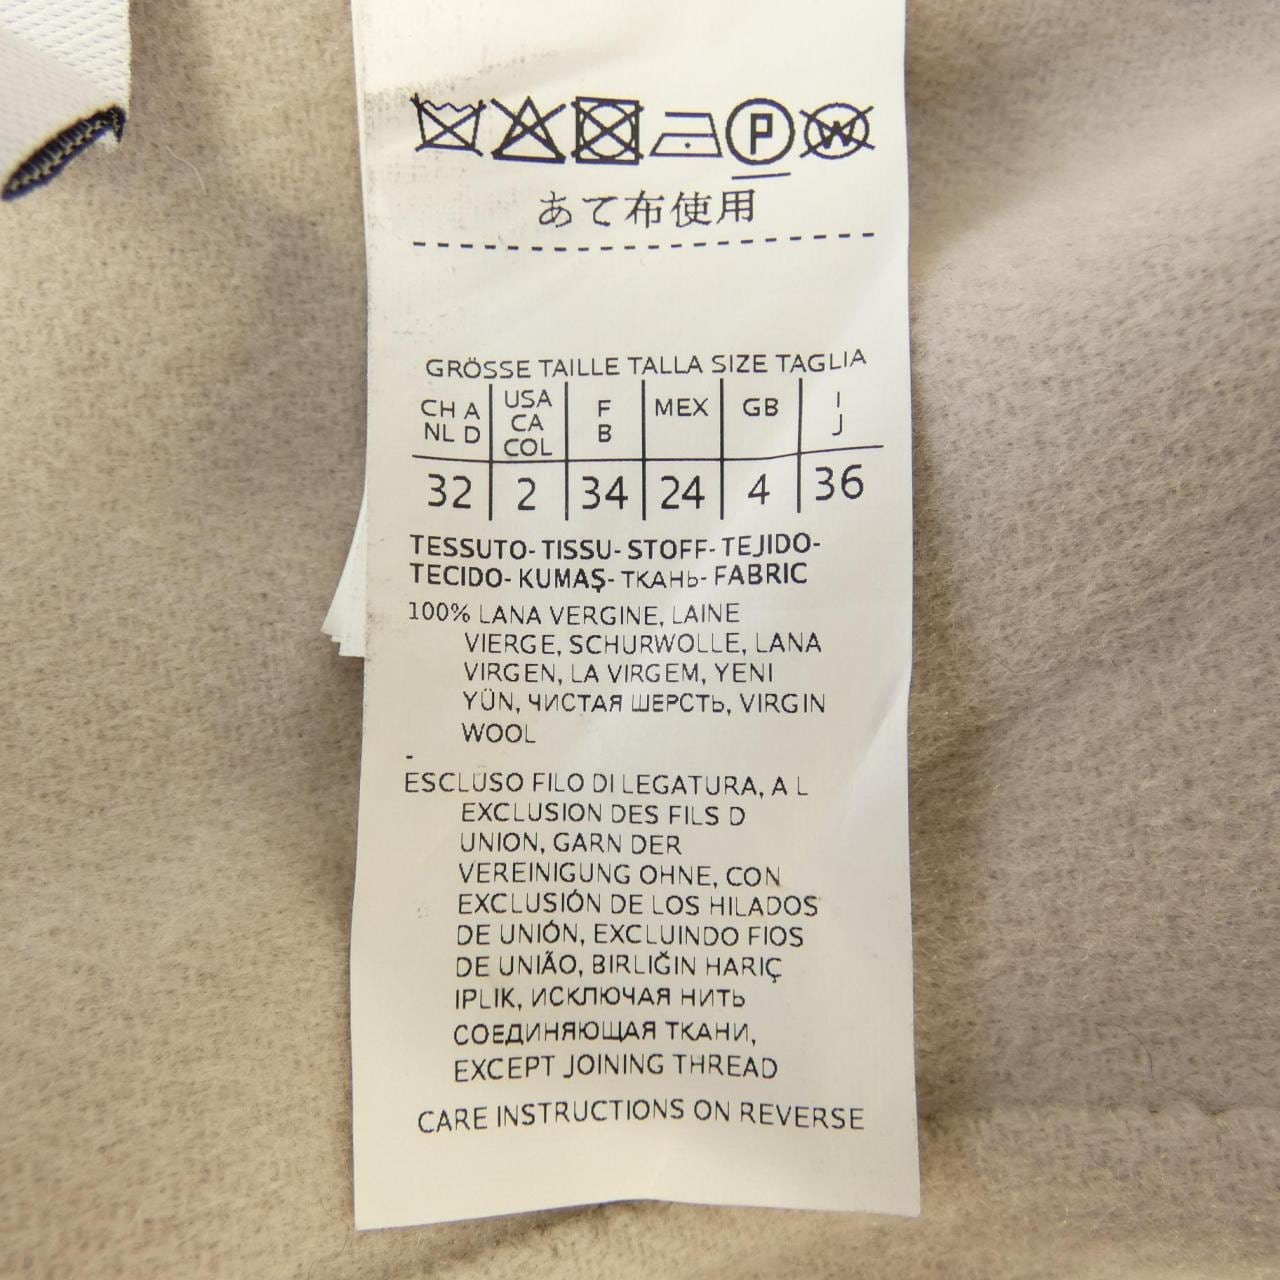 P W
あて布使用
GRÖSSE TAILLE TALLA SIZE TAGLIA
CH A NL D USA CA COL F B MEX GB I J
32 2 34 24 4 36
TESSUTO- TISSU- STOFF- TEJIDO-
TECIDO- KUMAŞ- ТКАНЬ- FABRIC
100% LANA VERGINE, LAINE
VIERGE, SCHURWOLLE, LANA
VIRGEN, LA VIRGEM, YENI
YÜN, ЧИСТАЯ ШЕРСТЬ, VIRGIN
WOOL
-
ESCLUSO FILO DI LEGATURA, A L
EXCLUSION DES FILS D
UNION, GARN DER
VEREINIGUNG OHNE, CON
EXCLUSIÓN DE LOS HILADOS
DE UNIÓN, EXCLUINDO FIOS
DE UNIÃO, BIRLIĞIN HARIÇ
IPLIK, ИСКЛЮЧАЯ НИТЬ
СОЕДИНЯЮЩАЯ ТКАНИ,
EXCEPT JOINING THREAD
CARE INSTRUCTIONS ON REVERSE